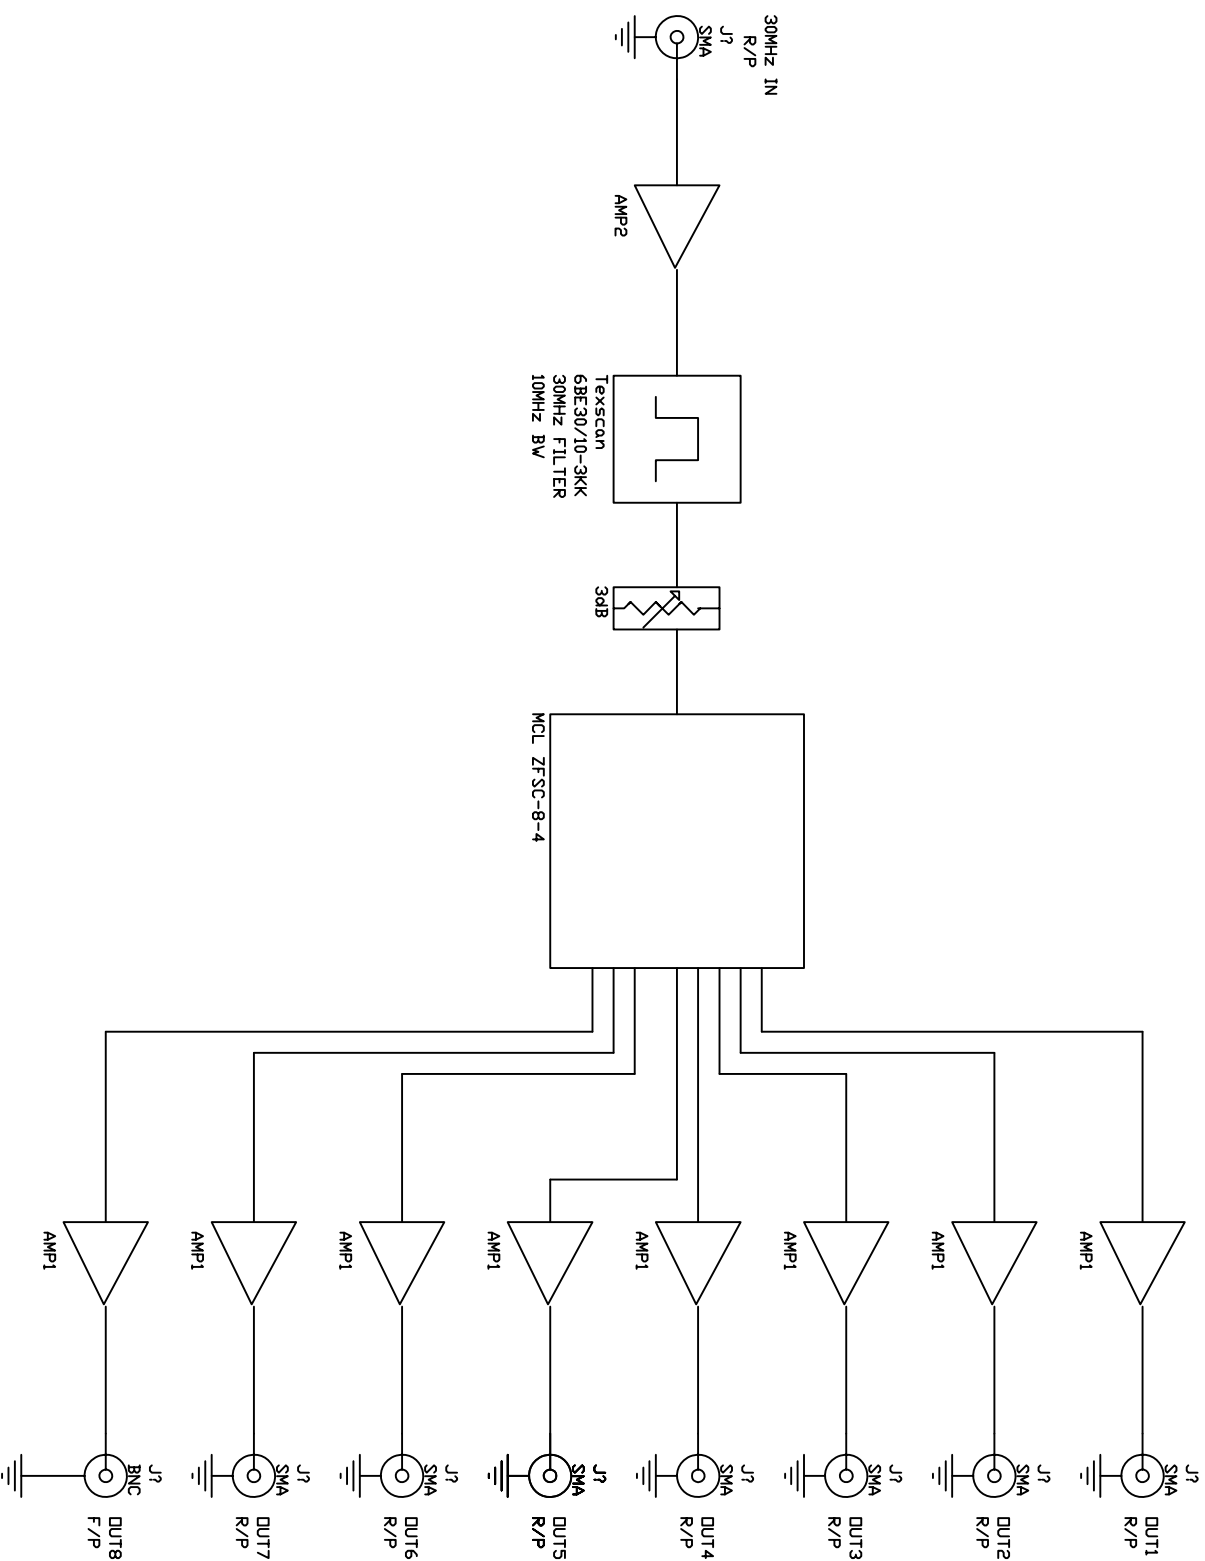 30MHz IN
R/P
J?
SMA
AMP2
Texscan
6BE30/10-3KK
30MHz FILTER
10MHz BW
3dB
MCL ZFSC-8-4
AMP1
J?
SMA
OUT1
R/P
AMP1
J?
SMA
OUT2
R/P
AMP1
J?
SMA
OUT3
R/P
AMP1
J?
SMA
OUT4
R/P
AMP1
J?
SMA
OUT5
R/P
AMP1
J?
SMA
OUT6
R/P
AMP1
J?
SMA
OUT7
R/P
AMP1
J?
BNC
OUT8
F/P